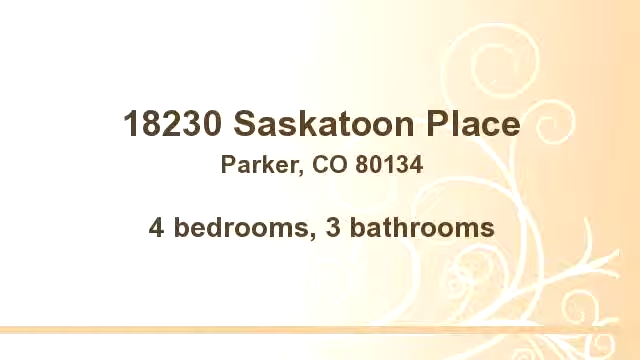 18230 Saskatoon Place
Parker, CO 80134
4 bedrooms, 3 bathrooms